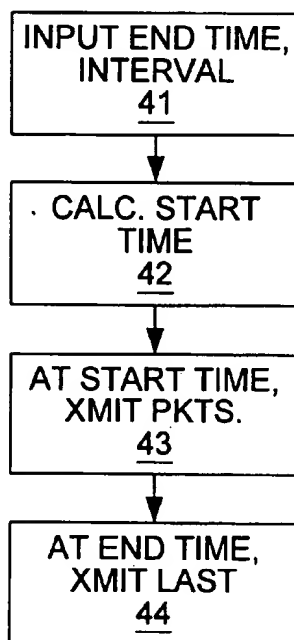 INPUT END TIME,
INTERVAL
41
CALC. START
TIME
42
AT START TIME,
XMIT PKTS.
43
AT END TIME,
XMIT LAST
44